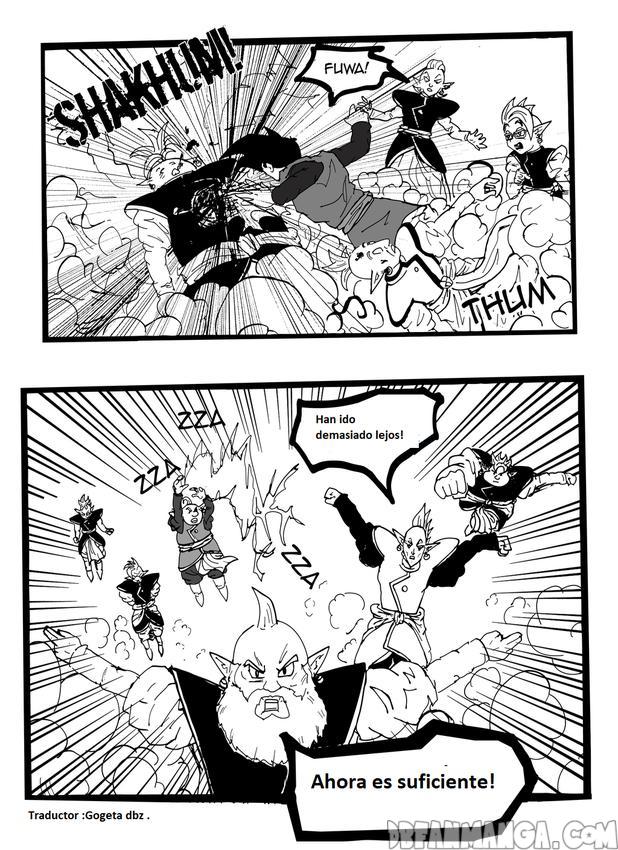 SHAKHUM!
FUWA!
THUM
ZZA
ZZA
ZZA
Han ido
demasiado lejos!
Ahora es suficiente!
Traductor :Gogeta dbz .
DBFANMANGA.COM